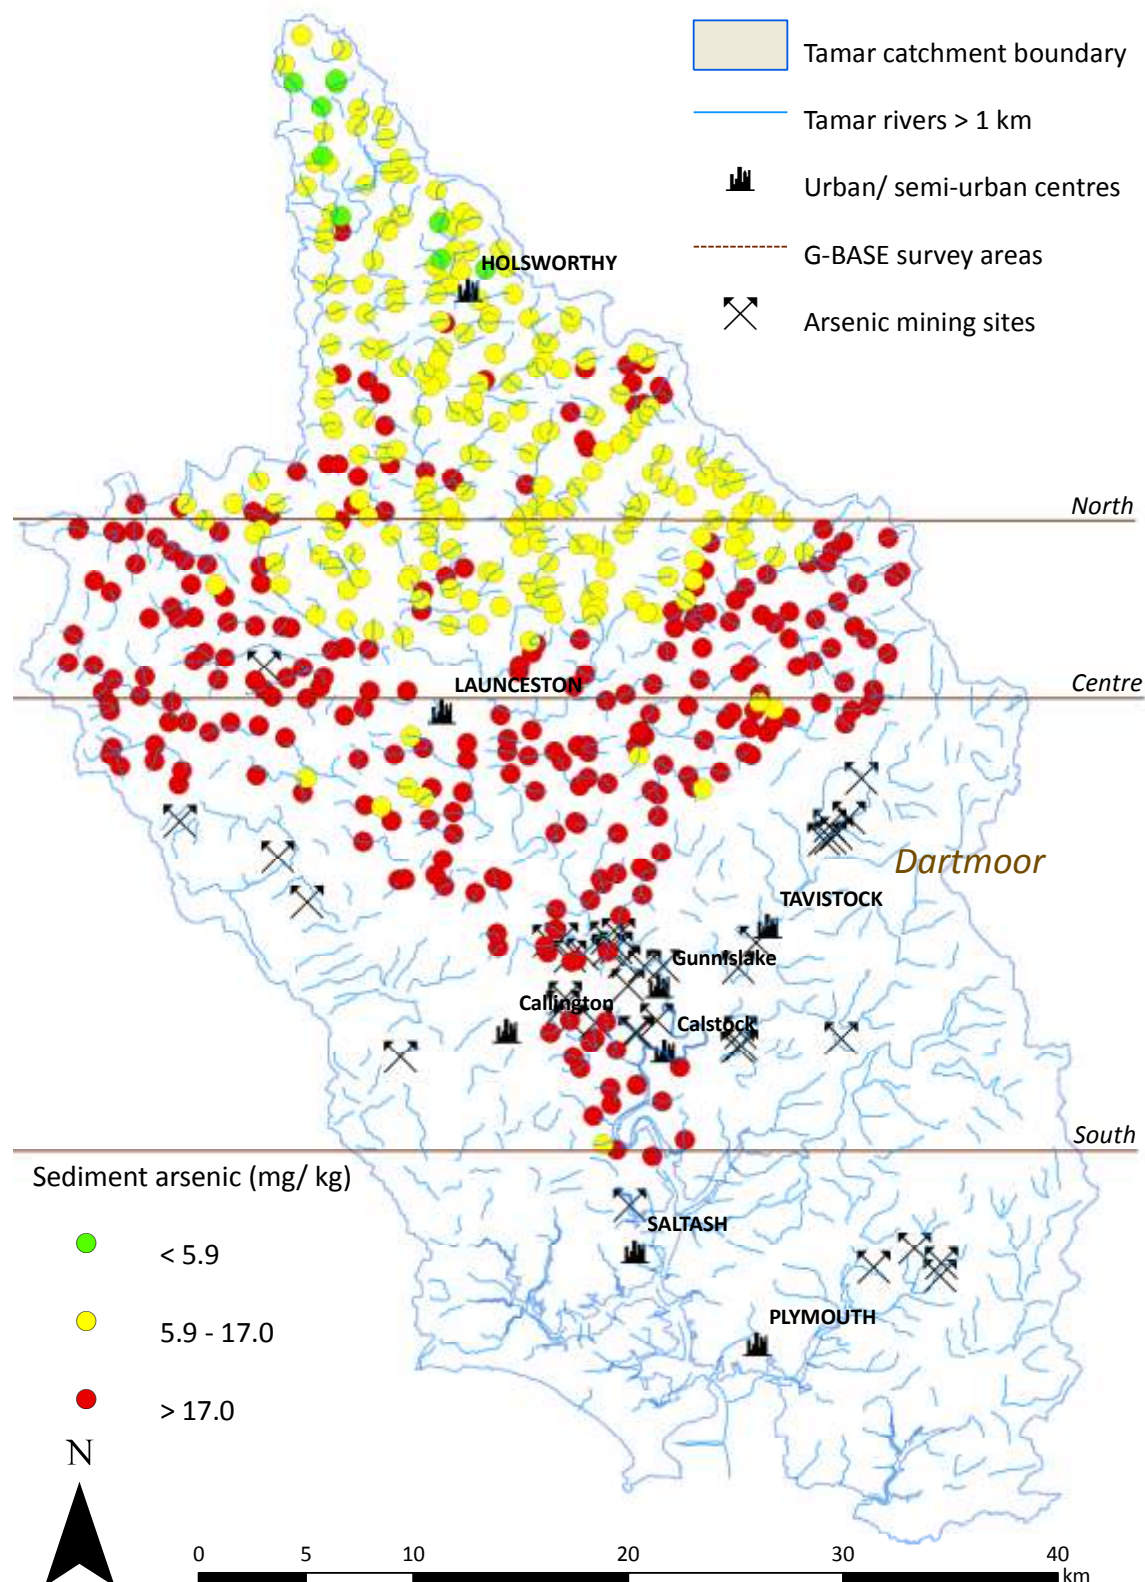 Tamar catchment boundary
Tamar rivers > 1 km
Urban/ semi-urban centres
G-BASE survey areas
Arsenic mining sites
HOLSWORTHY
North
LAUNCESTON
Centre
Dartmoor
TAVISTOCK
Gunnislake
Callington
Calstock
South
Sediment arsenic (mg/ kg)
SALTASH
< 5.9
PLYMOUTH
5.9 - 17.0
> 17.0
N
0 5 10 20 30 40
km